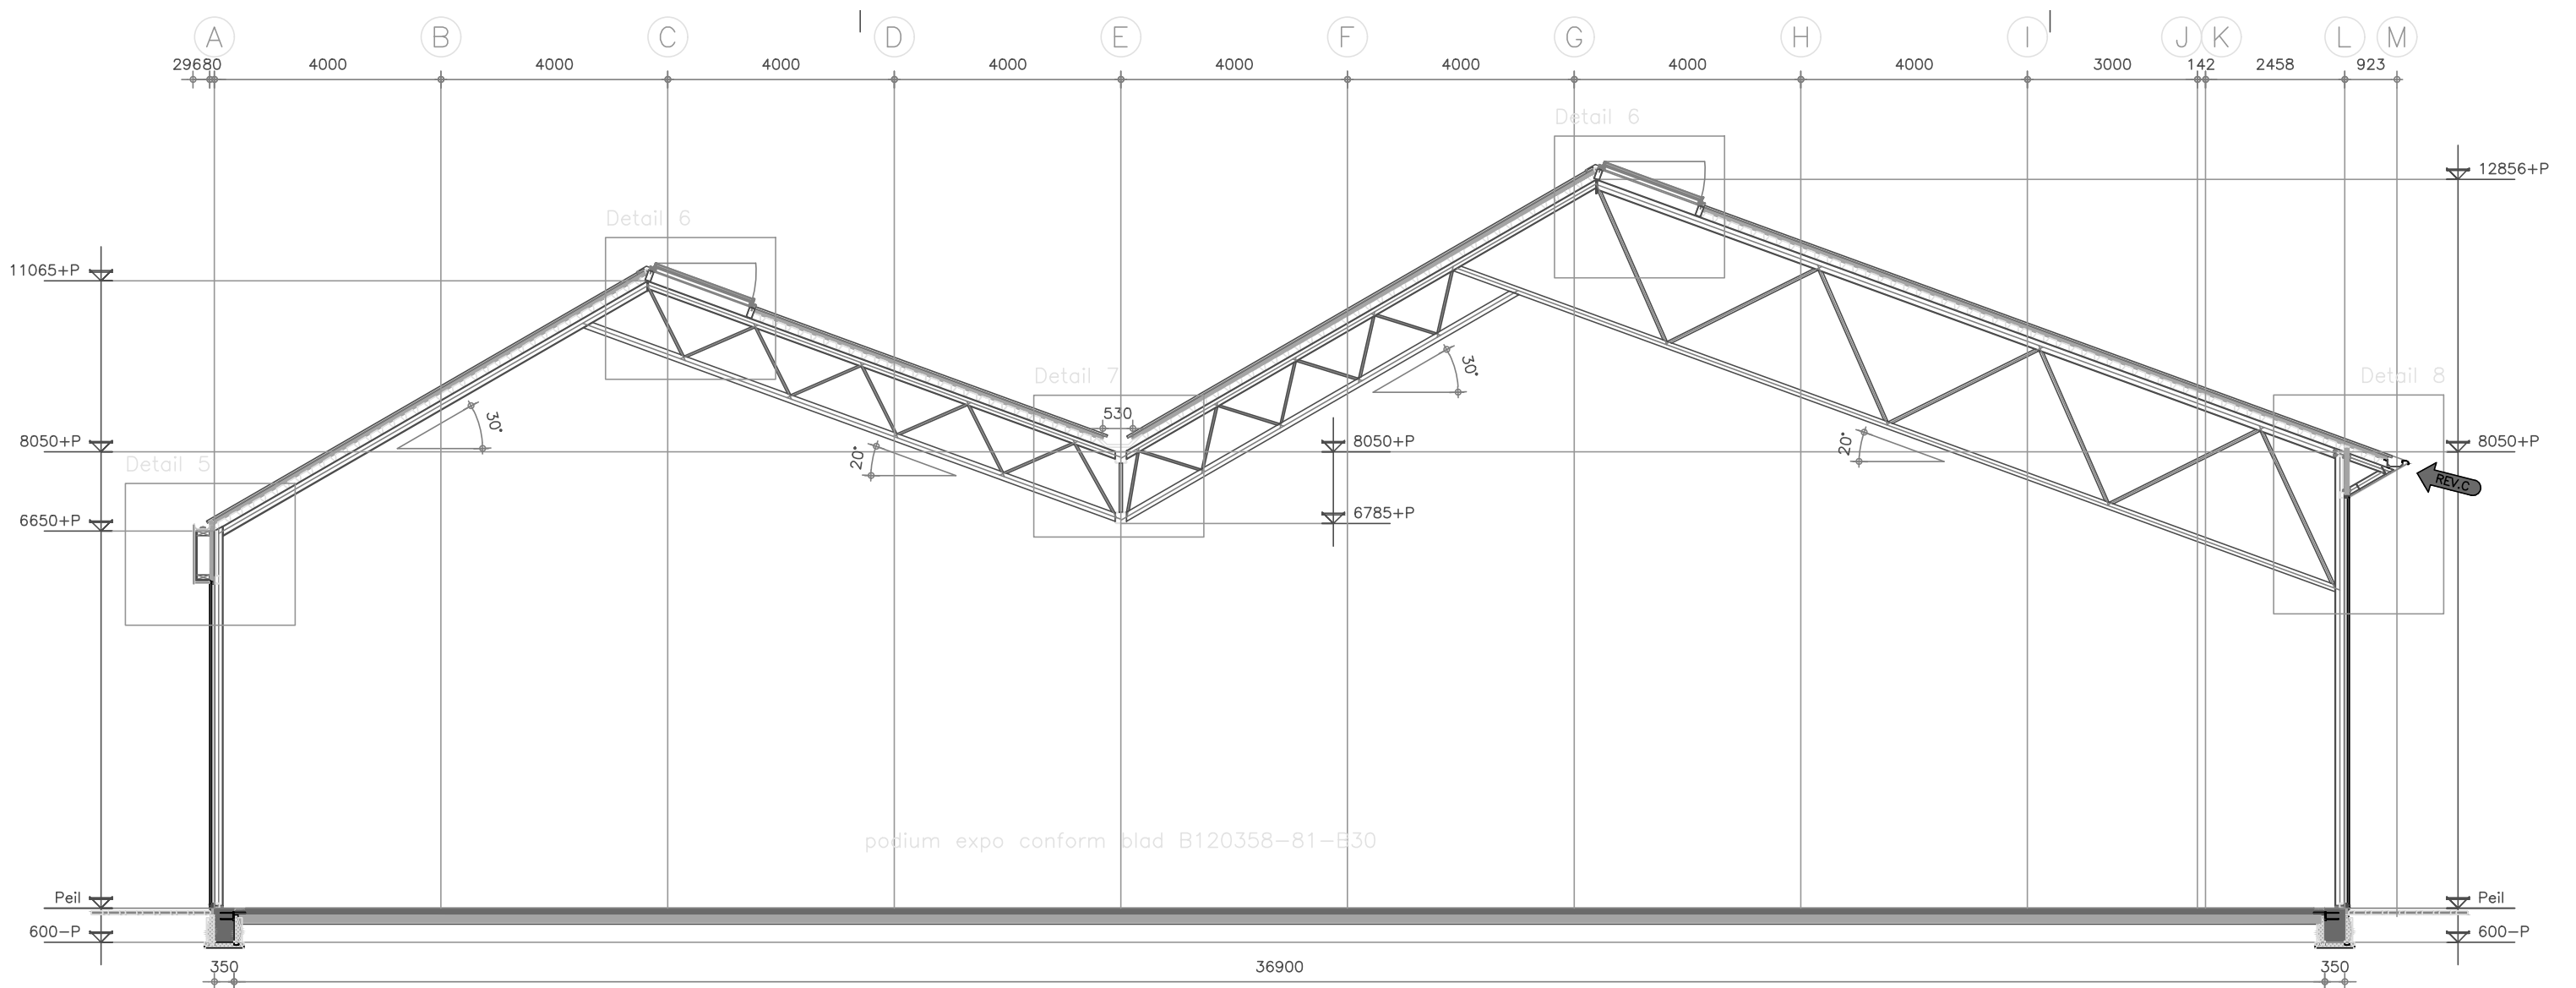 A B C D E F G H I J K L M
29680 4000 4000 4000 4000 4000 4000 4000 4000 3000 142 2458 923
Detail 6
12856+P
Detail 6
11065+P
Detail 7
Detail 8
30°
530
30°
8050+P
8050+P
8050+P
20°
20°
Detail 5
REV.C
6650+P
6785+P
podium expo conform blad B120358-81-E30
Peil
Peil
600-P
600-P
350 36900 350